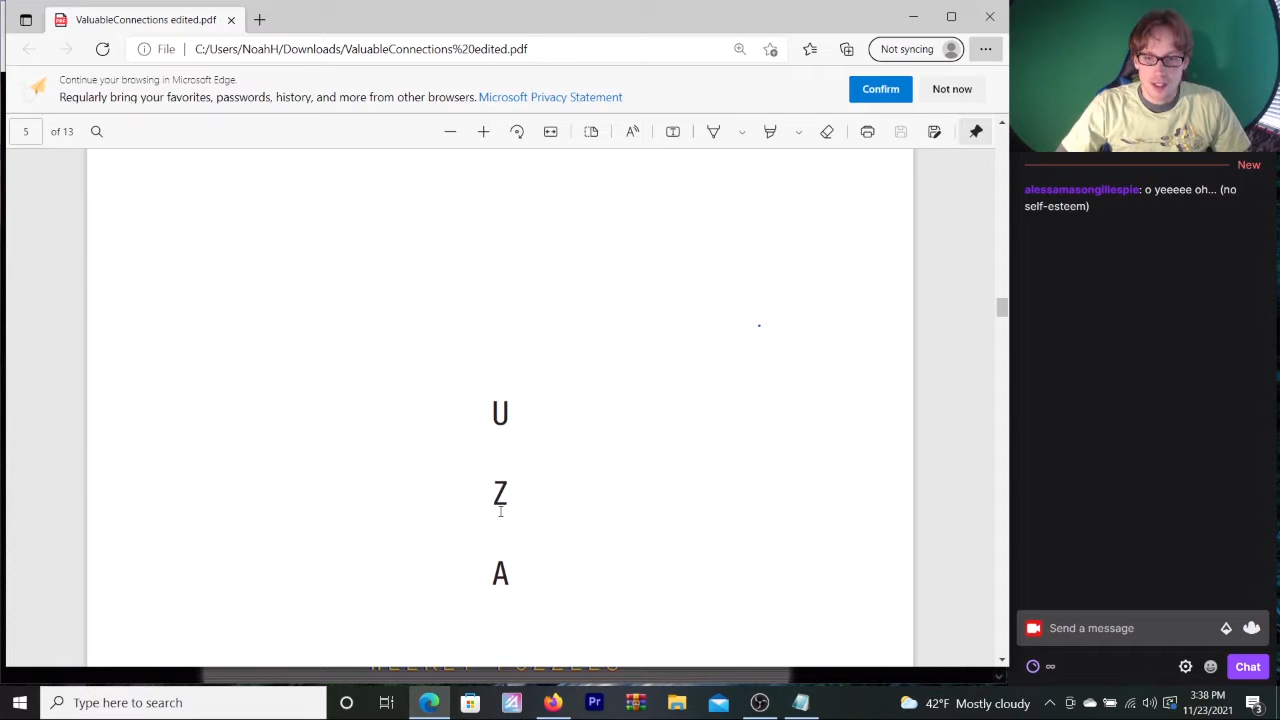 ValuableConnections edited.pdf
File C:/Users/NoahH/Downloads/ValuableConnections%20edited.pdf Not syncing
Continue your browsing in Microsoft Edge.
Regularly bring your favorites, passwords, history, and more from other browsers. Microsoft Privacy Statement
Confirm
Not now
5 of 13
U
Z
A
New
alessamasongillespie: o yeeeee oh... (no
self-esteem)
Send a message
Chat
Type here to search
42°F Mostly cloudy
3:38 PM
11/23/2021
3